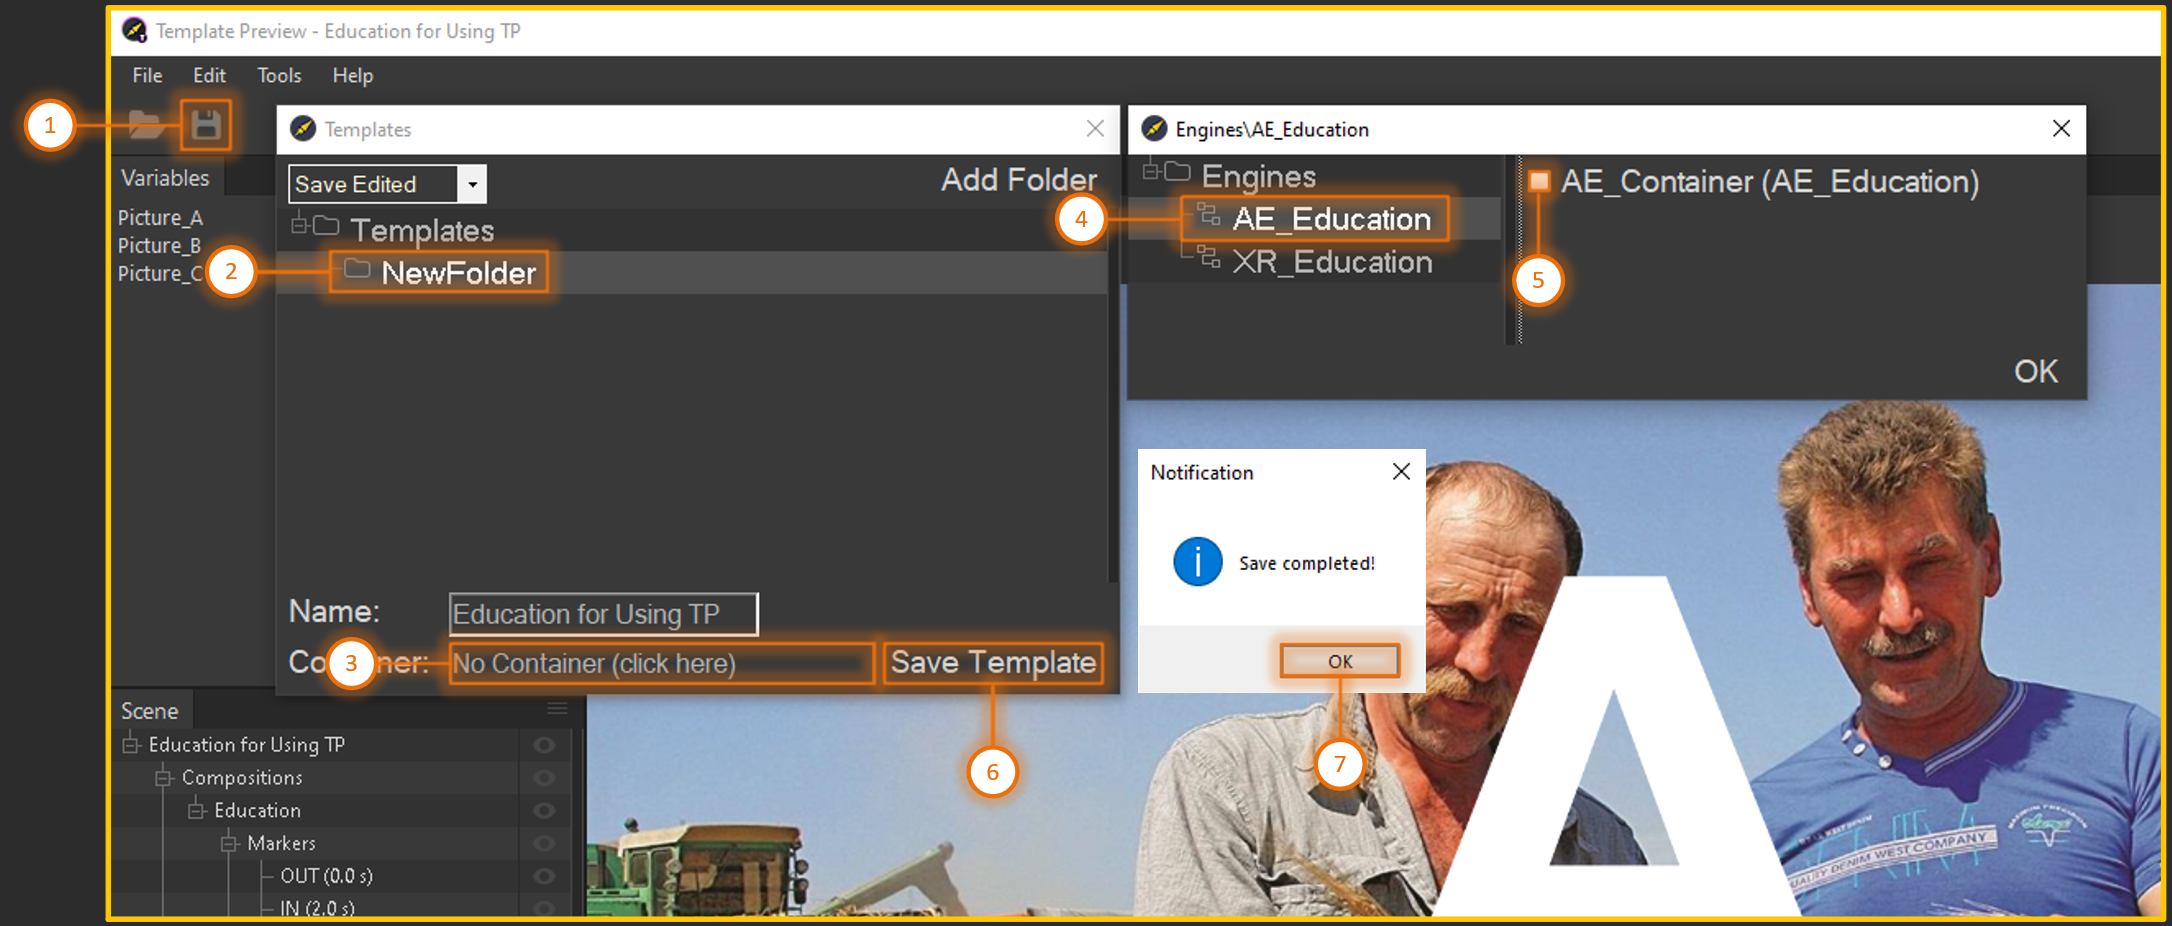 Template Preview - Education for Using TP
File Edit Tools Help
1
Templates
Engines\AE_Education
Variables
Save Edited
Add Folder
Engines
AE_Container (AE_Education)
Picture_A
Templates
4
AE_Education
Picture_B
Picture_C
2
NewFolder
XR_Education
5
OK
Notification
Save completed!
Name:
Education for Using TP
3
No Container (click here)
Save Template
OK
Scene
6
7
Education for Using TP
Compositions
Education
Markers
OUT (0.0 s)
IN (2.0 s)
A
DENIM WEST COMPANY